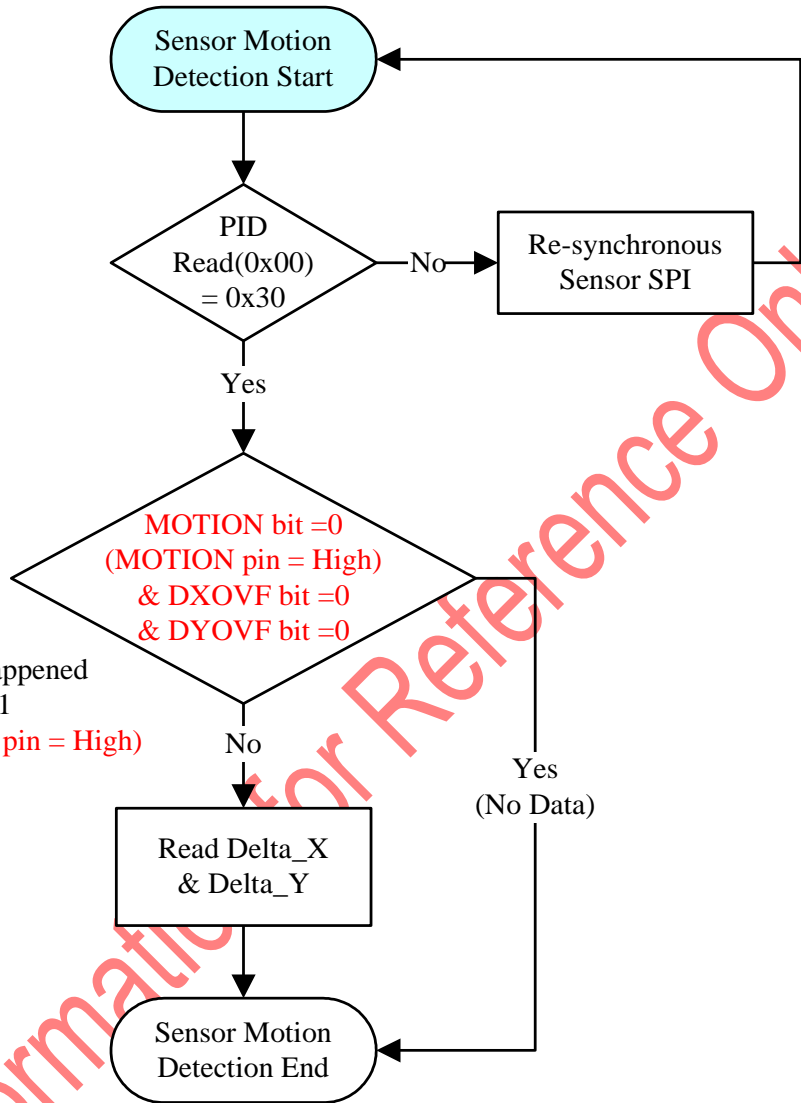 Sensor Motion
Detection Start
PID
Read(0x00)
= 0x30
No
Re-synchronous
Sensor SPI
Yes
MOTION bit =0
(MOTION pin = High)
& DXOVF bit =0
& DYOVF bit =0
1
pin = High)
No
Yes
(No Data)
Read Delta_X
& Delta_Y
Sensor Motion
Detection End
for Reference